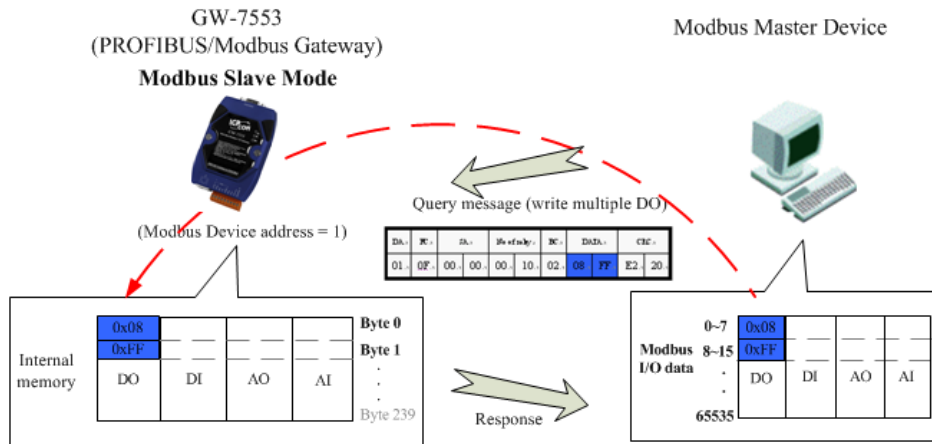 GW-7553
(PROFIBUS/Modbus Gateway)
Modbus Slave Mode
Modbus Master Device
Query message (write multiple DO)
(Modbus Device address = 1)
DA FC SA BC DATA CRC
01 0F 00 00 00 10 02 08 FF E2 20
0x08
0xFF
Byte 0
Byte 1
.
.
.
Byte 239
Internal
memory
DO DI AO AI
Response
0~7
8~15
.
.
65535
Modbus
I/O data
0x08
0xFF
DO DI AO AI